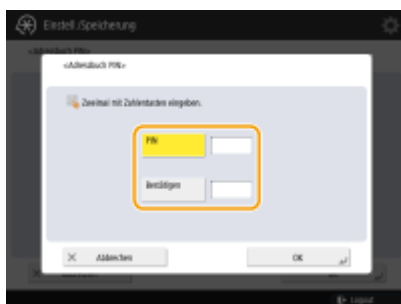 Einstell./Speicherung
<Adressbuch PIN>
<Adressbuch PIN>
Zweimal mit Zahlentasten eingeben.
PIN
Bestätigen
Abbrechen
OK
Logout